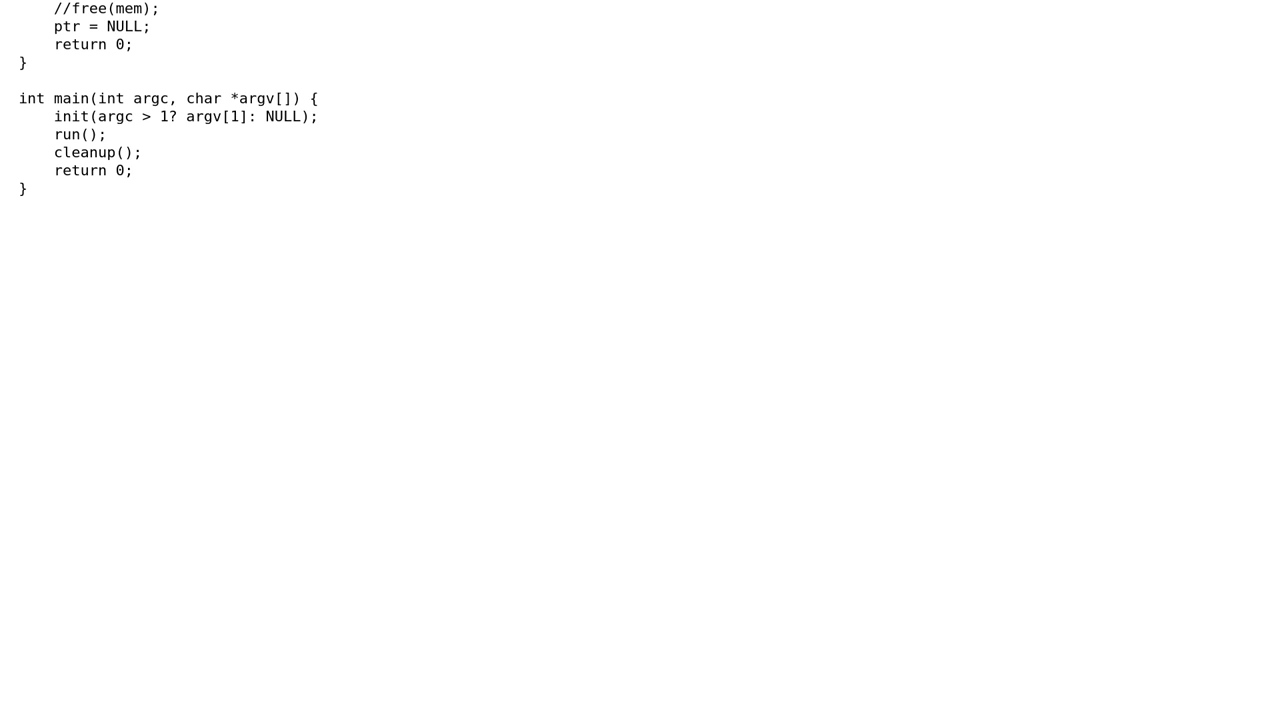 //free(mem);
    ptr = NULL;
    return 0;
}

int main(int argc, char *argv[]) {
    init(argc > 1? argv[1]: NULL);
    run();
    cleanup();
    return 0;
}